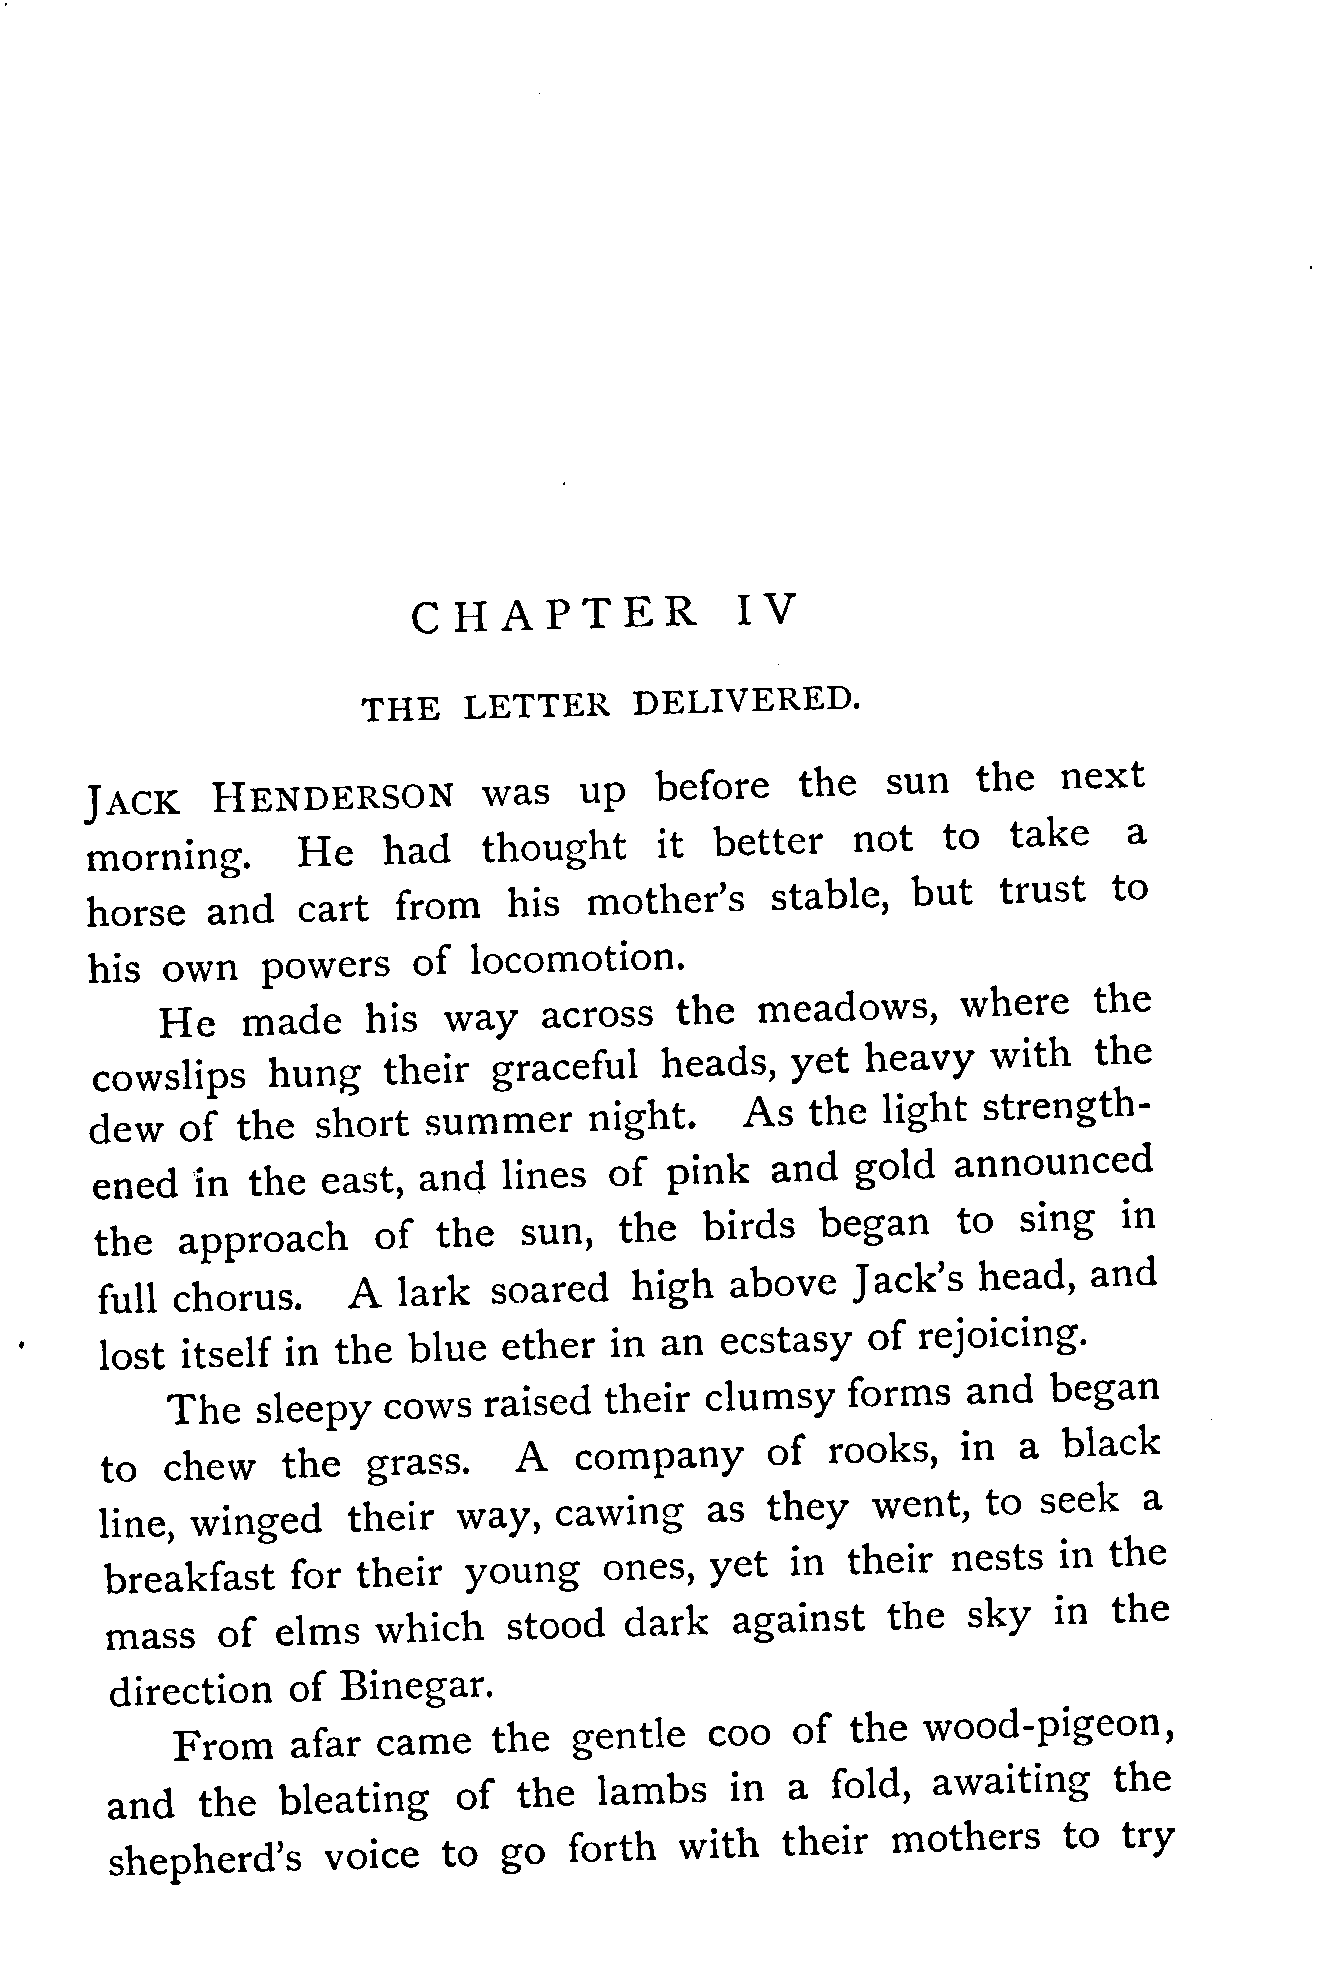 CHAPTER IV
THE LETTER DELIVERED.
JACK HENDERSON was up before the sun the next
morning. He had thought it better not to take a
horse and cart from his mother's stable, but trust to
his own powers of locomotion.
He made his way across the meadows, where the
cowslips hung their graceful heads, yet heavy with the
dew of the short summer night. As the light strength-
ened in the east, and lines of pink and gold announced
the approach of the sun, the birds began to sing in
full chorus. A lark soared high above Jack's head, and
lost itself in the blue ether in an ecstasy of rejoicing.
The sleepy cows raised their clumsy forms and began
to chew the grass. A company of rooks, in a black
line, winged their way, cawing as they went, to seek a
breakfast for their young ones, yet in their nests in the
mass of elms which stood dark against the sky in the
direction of Binegar.
From afar came the gentle coo of the wood-pigeon,
and the bleating of the lambs in a fold, awaiting the
shepherd's voice to go forth with their mothers to try